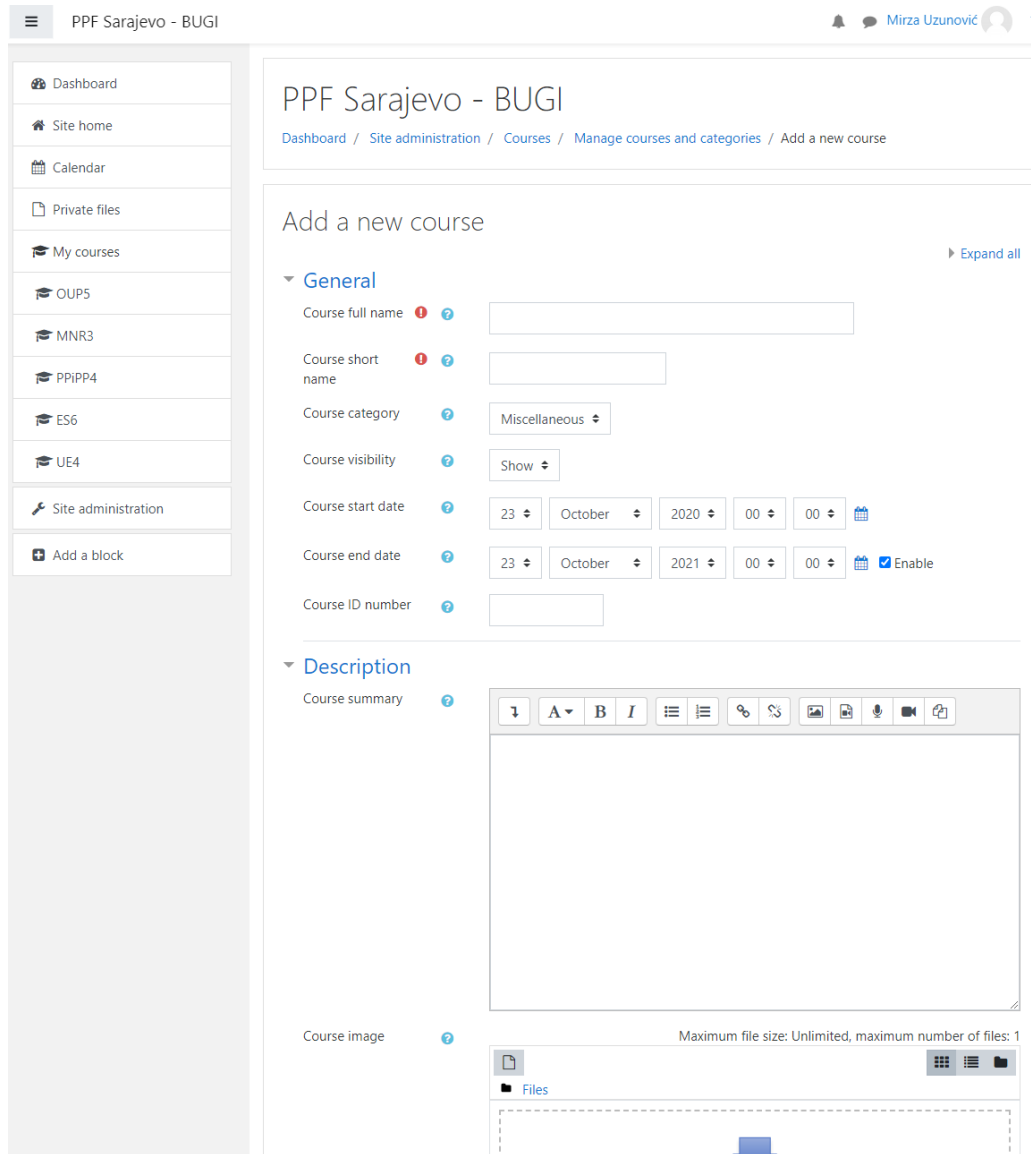 PPF Sarajevo - BUGI
Mirza Uzunović
Dashboard
Site home
Calendar
Private files
My courses
OUP5
MNR3
PPiPP4
ES6
UE4
Site administration
Add a block
PPF Sarajevo - BUGI
Dashboard / Site administration / Courses / Manage courses and categories / Add a new course
Add a new course
Expand all
General
Course full name
Course short
name
Course category
Miscellaneous
Course visibility
Show
Course start date
23 October 2020 00 00
Course end date
23 October 2021 00 00 Enable
Course ID number
Description
Course summary
A B I
Course image
Maximum file size: Unlimited, maximum number of files: 1
Files